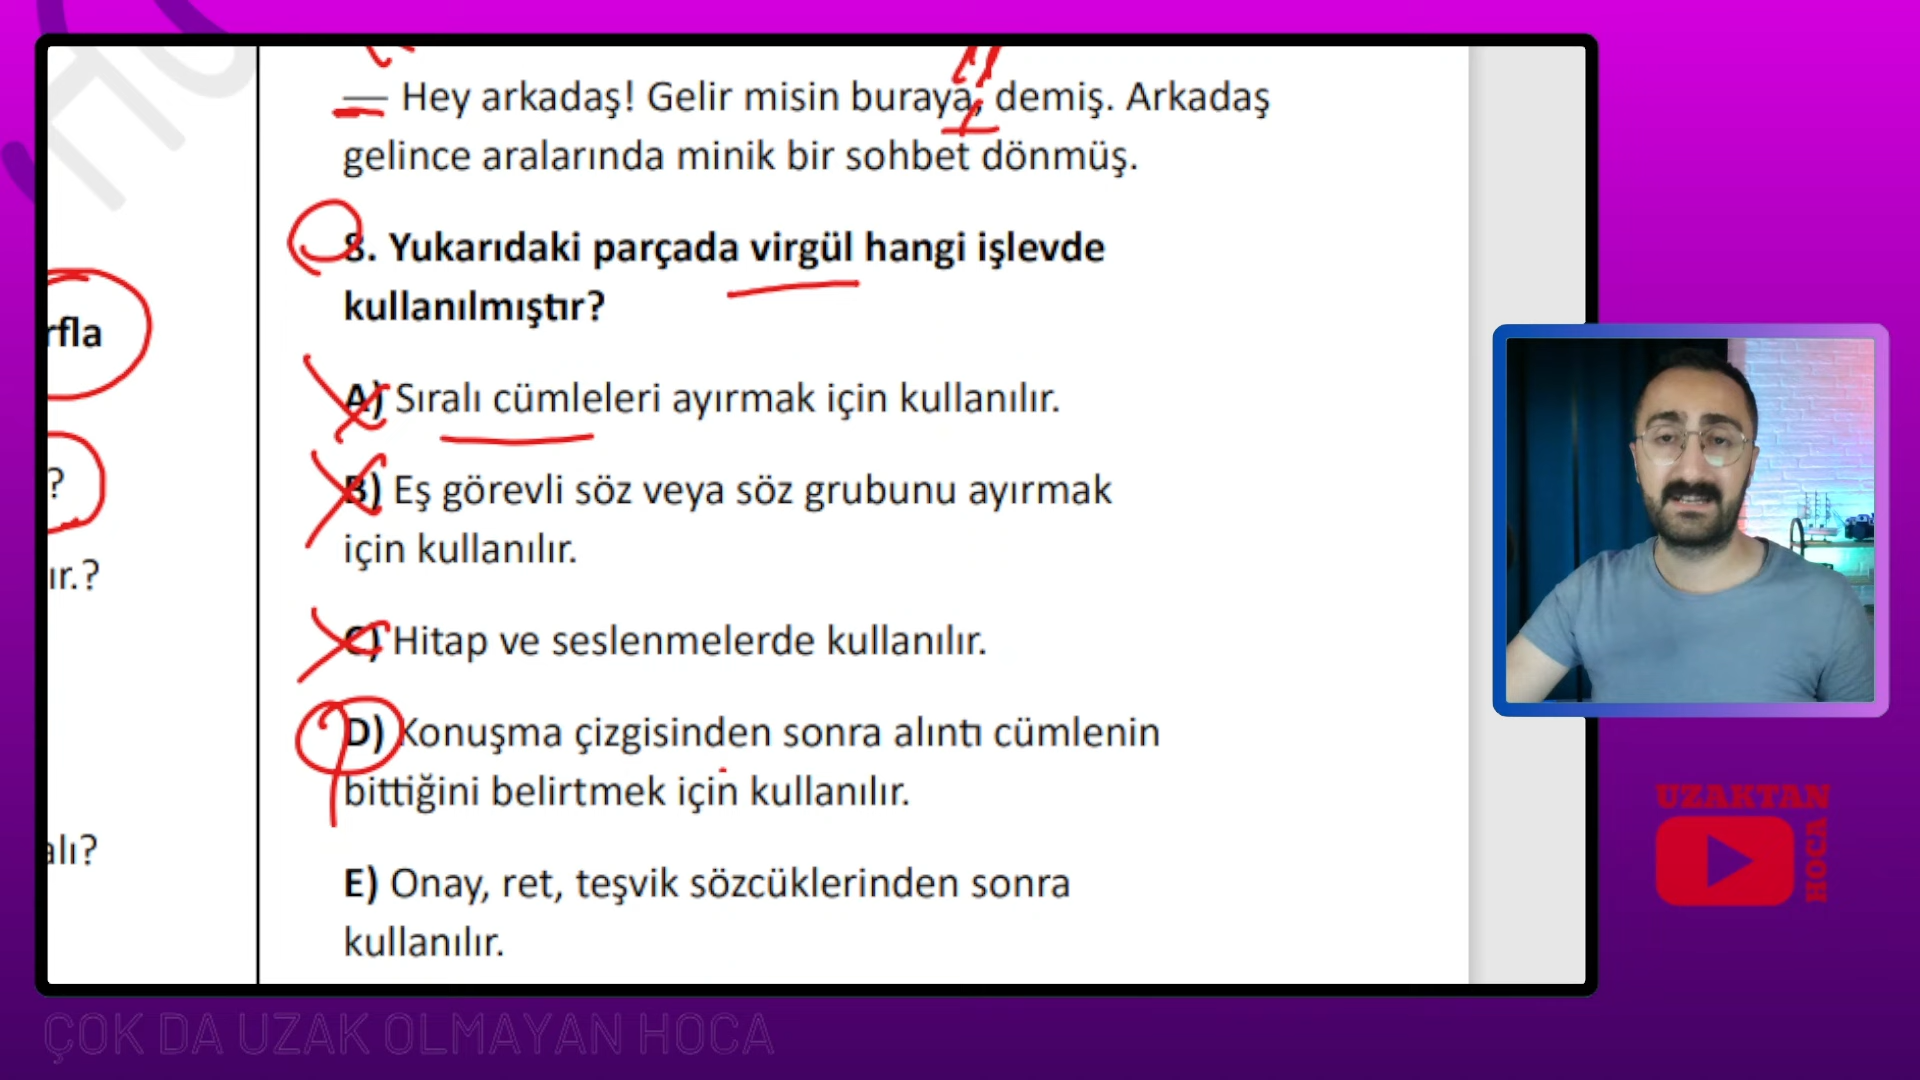 — Hey arkadaş! Gelir misin buraya, demiş. Arkadaş
gelince aralarında minik bir sohbet dönmüş.
8. Yukarıdaki parçada virgül hangi işlevde
kullanılmıştır?
A) Sıralı cümleleri ayırmak için kullanılır.
B) Eş görevli söz veya söz grubunu ayırmak
için kullanılır.
C) Hitap ve seslenmelerde kullanılır.
D) Konuşma çizgisinden sonra alıntı cümlenin
bittiğini belirtmek için kullanılır.
E) Onay, ret, teşvik sözcüklerinden sonra
kullanılır.
rfla
?
ır.?
alı?
UZAKTAN
HOCA
ÇOK DA UZAK OLMAYAN HOCA